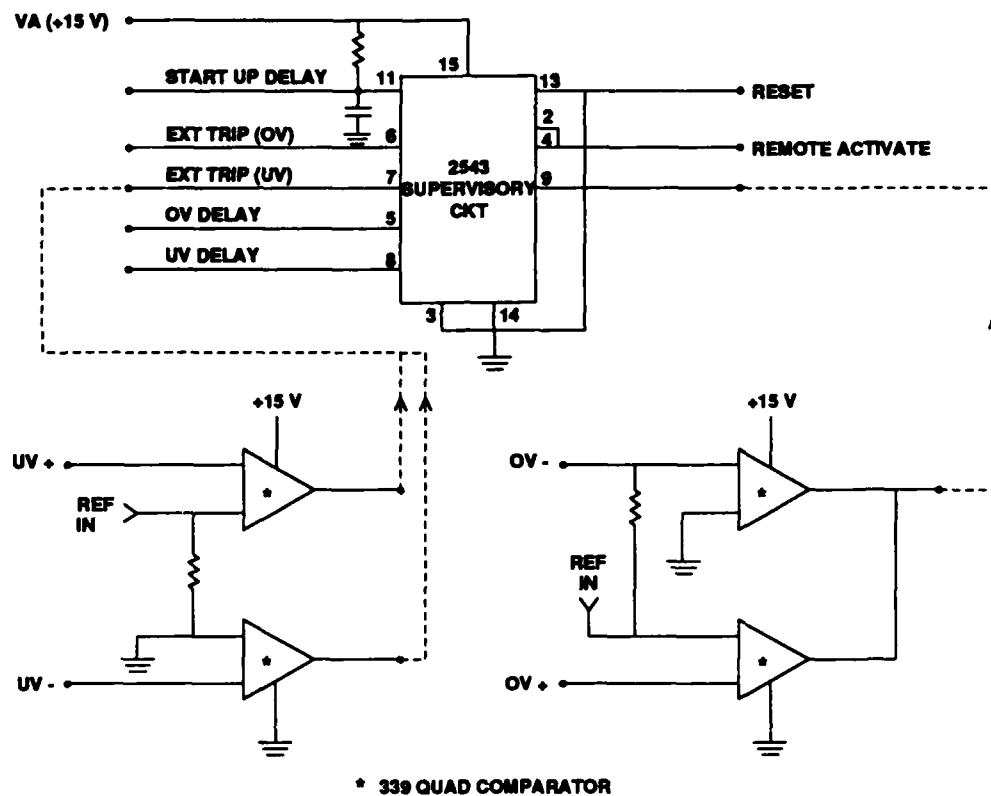 VA (+15 V)
15
START UP DELAY
11
13
RESET
EXT TRIP (OV)
6
2
4
REMOTE ACTIVATE
EXT TRIP (UV)
7
2543
SUPERVISORY
CKT
9
OV DELAY
5
UV DELAY
8
3
14
+15 V
+15 V
UV +
*
OV -
*
REF
IN
REF
IN
*
*
UV -
OV +
* 339 QUAD COMPARATOR